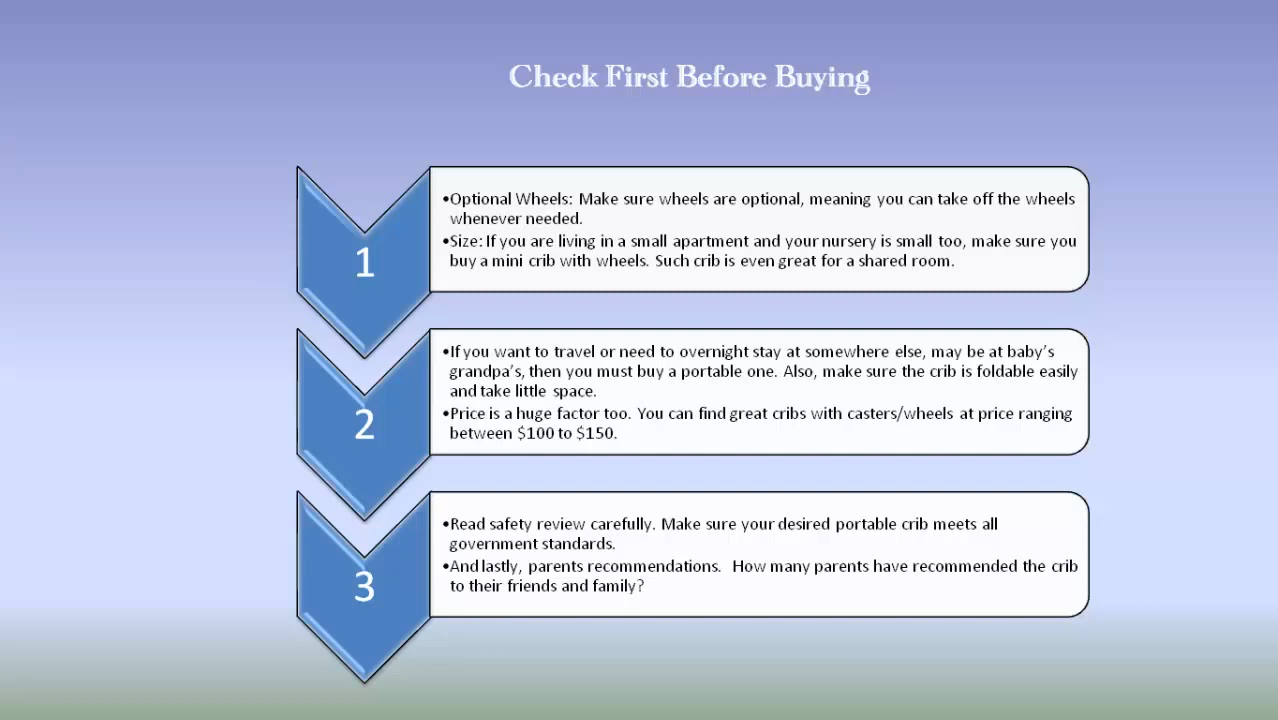 Check First Before Buying
1
•Optional Wheels: Make sure wheels are optional, meaning you can take off the wheels
whenever needed.
•Size: If you are living in a small apartment and your nursery is small too, make sure you
buy a mini crib with wheels. Such crib is even great for a shared room.
2
•If you want to travel or need to overnight stay at somewhere else, may be at baby's
grandpa's, then you must buy a portable one. Also, make sure the crib is foldable easily
and take little space.
•Price is a huge factor too. You can find great cribs with casters/wheels at price ranging
between $100 to $150.
3
•Read safety review carefully. Make sure your desired portable crib meets all
government standards.
•And lastly, parents recommendations. How many parents have recommended the crib
to their friends and family?